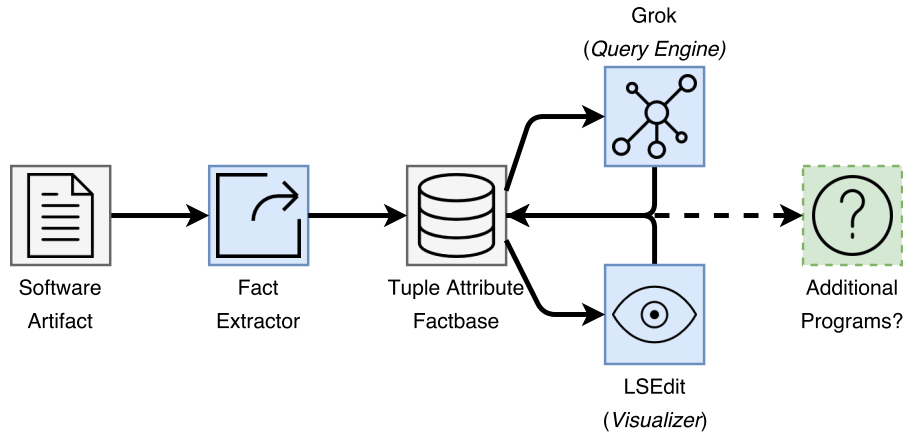 Grok
(Query Engine)
Software
Artifact
Fact
Extractor
Tuple Attribute
Factbase
Additional
Programs?
LSEdit
(Visualizer)